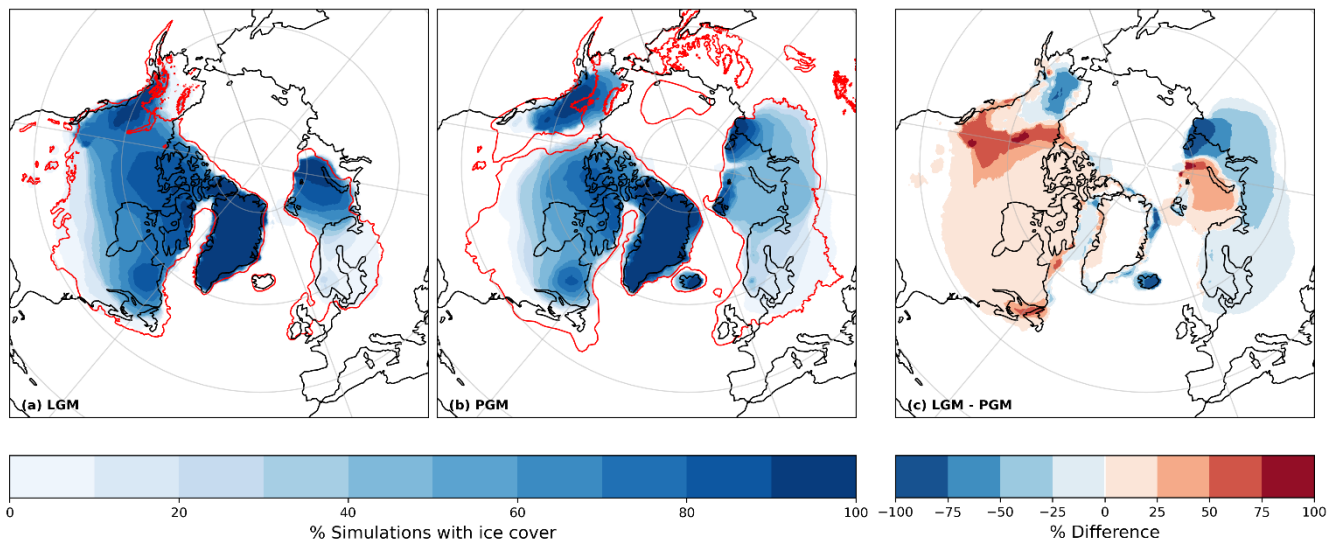 (a) LGM
(b) PGM
(c) LGM - PGM
0 20 40 60 80 100
% Simulations with ice cover
−100 −75 −50 −25 0 25 50 75 100
% Difference